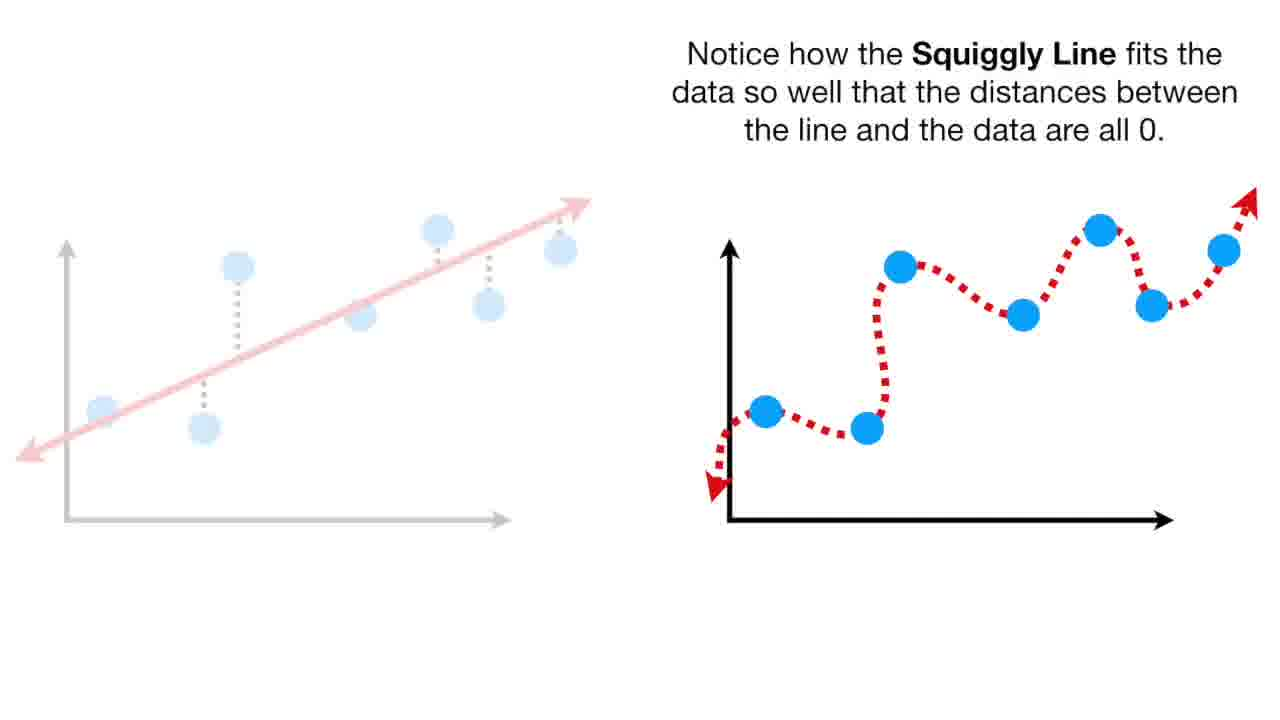 Notice how the Squiggly Line fits the
data so well that the distances between
the line and the data are all 0.